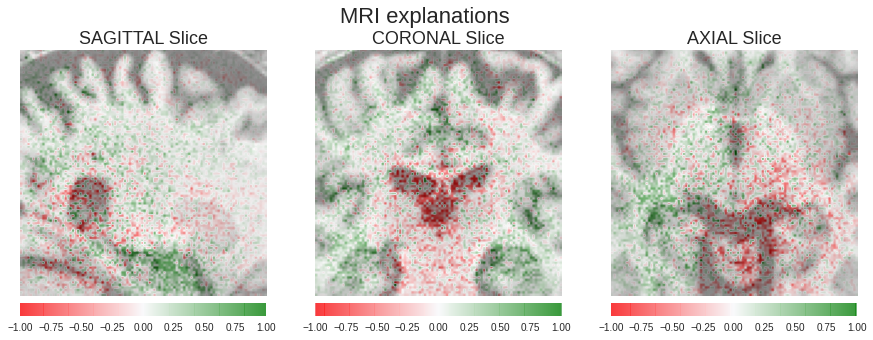 MRI explanations
SAGITTAL Slice
CORONAL Slice
AXIAL Slice
−1.00 −0.75 −0.50 −0.25 0.00 0.25 0.50 0.75 1.00
−1.00 −0.75 −0.50 −0.25 0.00 0.25 0.50 0.75 1.00
−1.00 −0.75 −0.50 −0.25 0.00 0.25 0.50 0.75 1.00